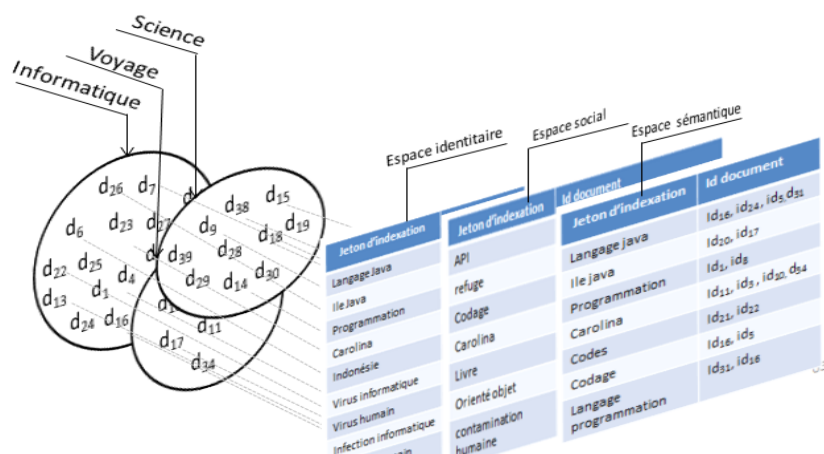 Science
Voyage
Informatique
d26
d7
d6
d23
d27
d22
d25
d4
d13
d1
d24
d16
d15
d38
d9
d18
d19
d39
d28
d29
d14
d30
d11
d17
d34
Espace identitaire
Jeton d'indexation
Langage Java
Ile Java
Programmation
Carolina
Indonésie
Virus informatique
Virus humain
Infection informatique
Espace social
Jeton d'indexation
Id document
API
refuge
Codage
Carolina
Livre
Orienté objet
contamination
humaine
Espace sémantique
Jeton d'indexation Id document
Langage java Id16, id24, id5, d31
Ile java Id20, id17
Programmation Id1, id8
Carolina Id11, id3, id10, d34
Codes Id21, id22
Codage Id16, id5
Langage Id31, id16
programmation